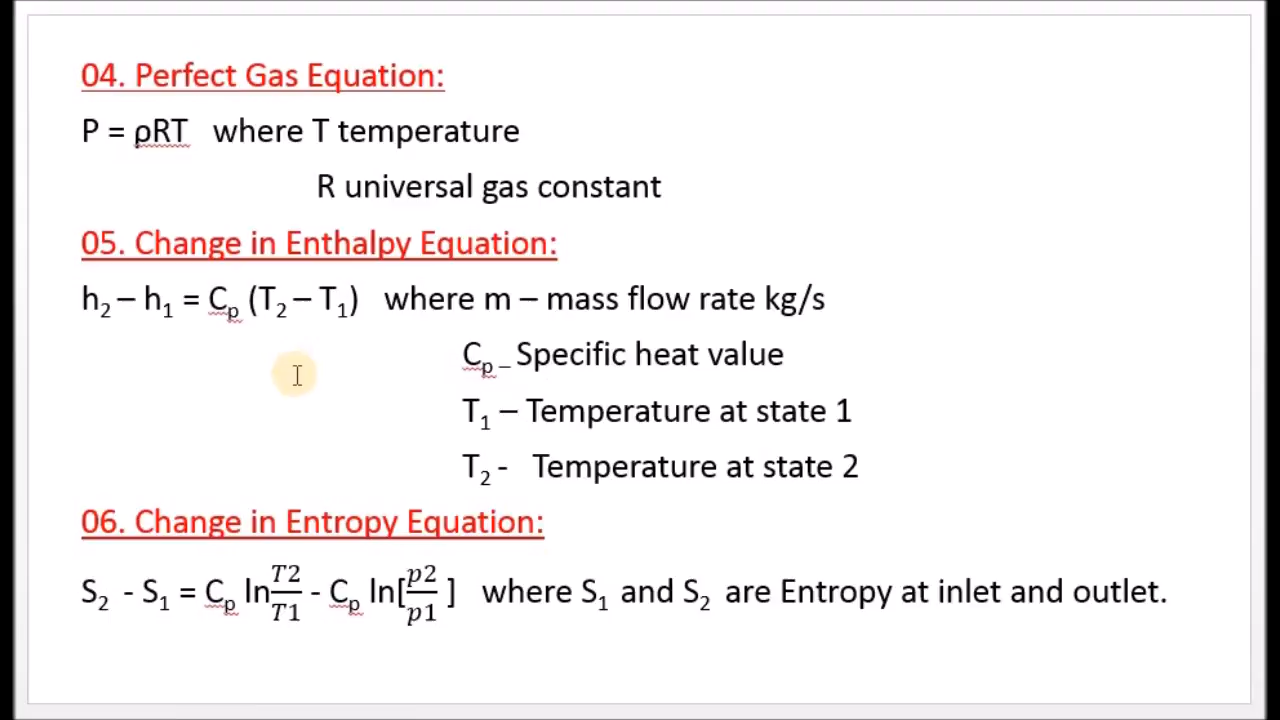 04. Perfect Gas Equation:
P = ρRT where T temperature
R universal gas constant
05. Change in Enthalpy Equation:
h₂ – h₁ = Cₚ (T₂ – T₁) where m – mass flow rate kg/s
Cₚ – Specific heat value
T₁ – Temperature at state 1
T₂ - Temperature at state 2
06. Change in Entropy Equation:
S₂ - S₁ = Cₚ ln T2/T1 - Cₚ ln[p2/p1 ] where S₁ and S₂ are Entropy at inlet and outlet.